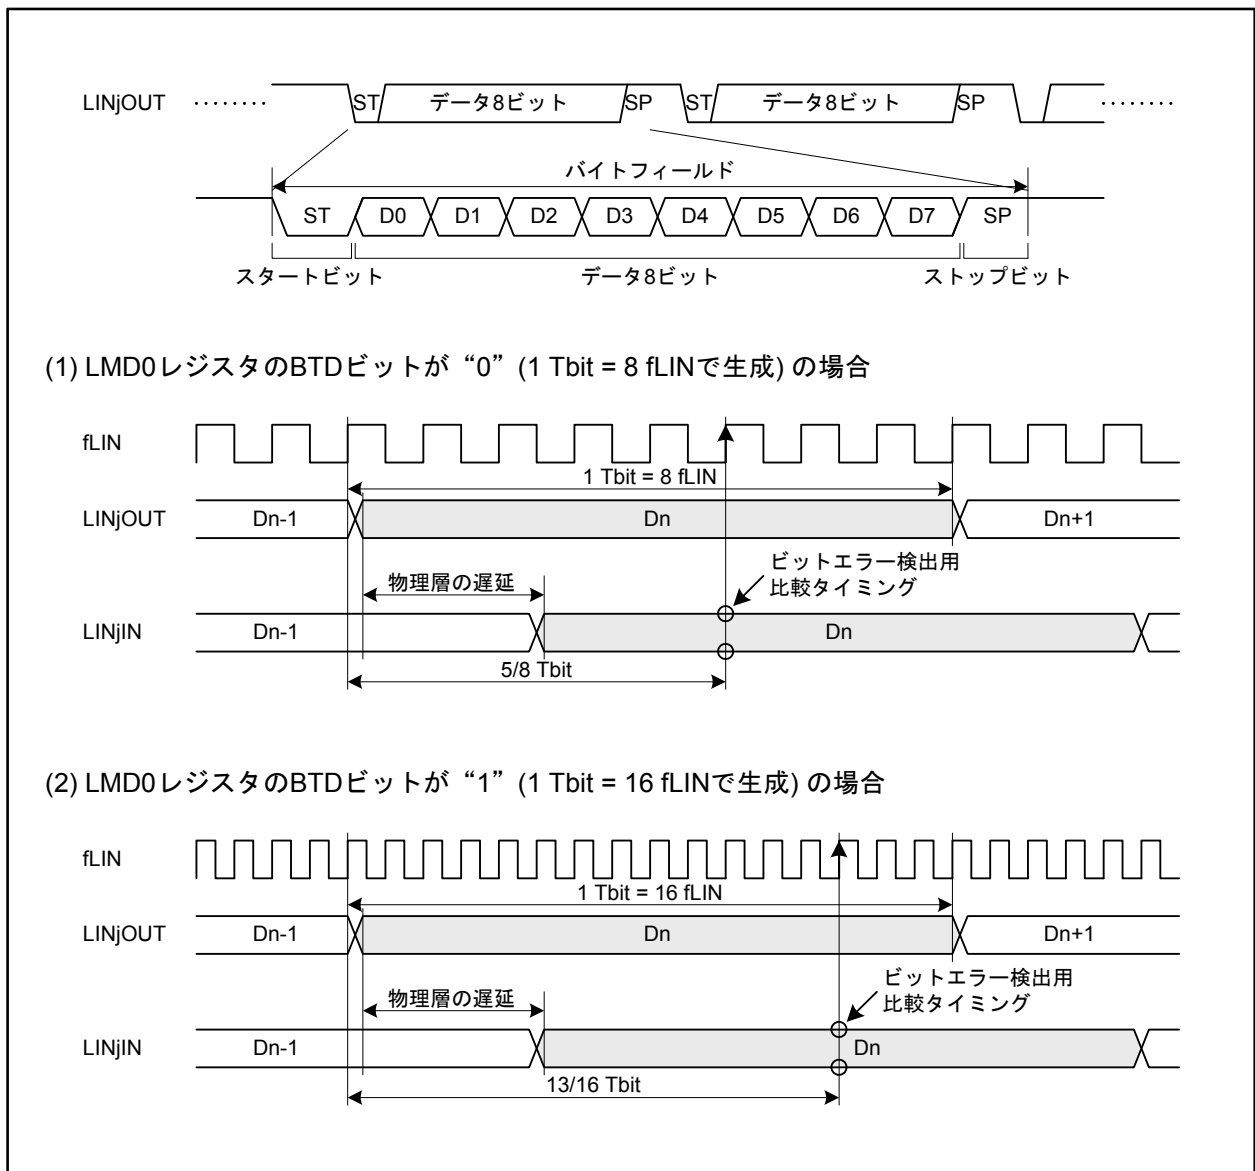 LINjOUT ST データ8ビット SP ST データ8ビット SP
バイトフィールド
ST D0 D1 D2 D3 D4 D5 D6 D7 SP
スタートビット データ8ビット ストップビット
(1) LMD0レジスタのBTDビットが“0”(1 Tbit = 8 fLINで生成) の場合
fLIN
1 Tbit = 8 fLIN
LINjOUT Dn-1 Dn Dn+1
ビットエラー検出用
比較タイミング
物理層の遅延
LINjIN Dn-1 Dn
5/8 Tbit
(2) LMD0レジスタのBTDビットが“1”(1 Tbit = 16 fLINで生成) の場合
fLIN
1 Tbit = 16 fLIN
LINjOUT Dn-1 Dn Dn+1
ビットエラー検出用
比較タイミング
物理層の遅延
LINjIN Dn-1 Dn
13/16 Tbit